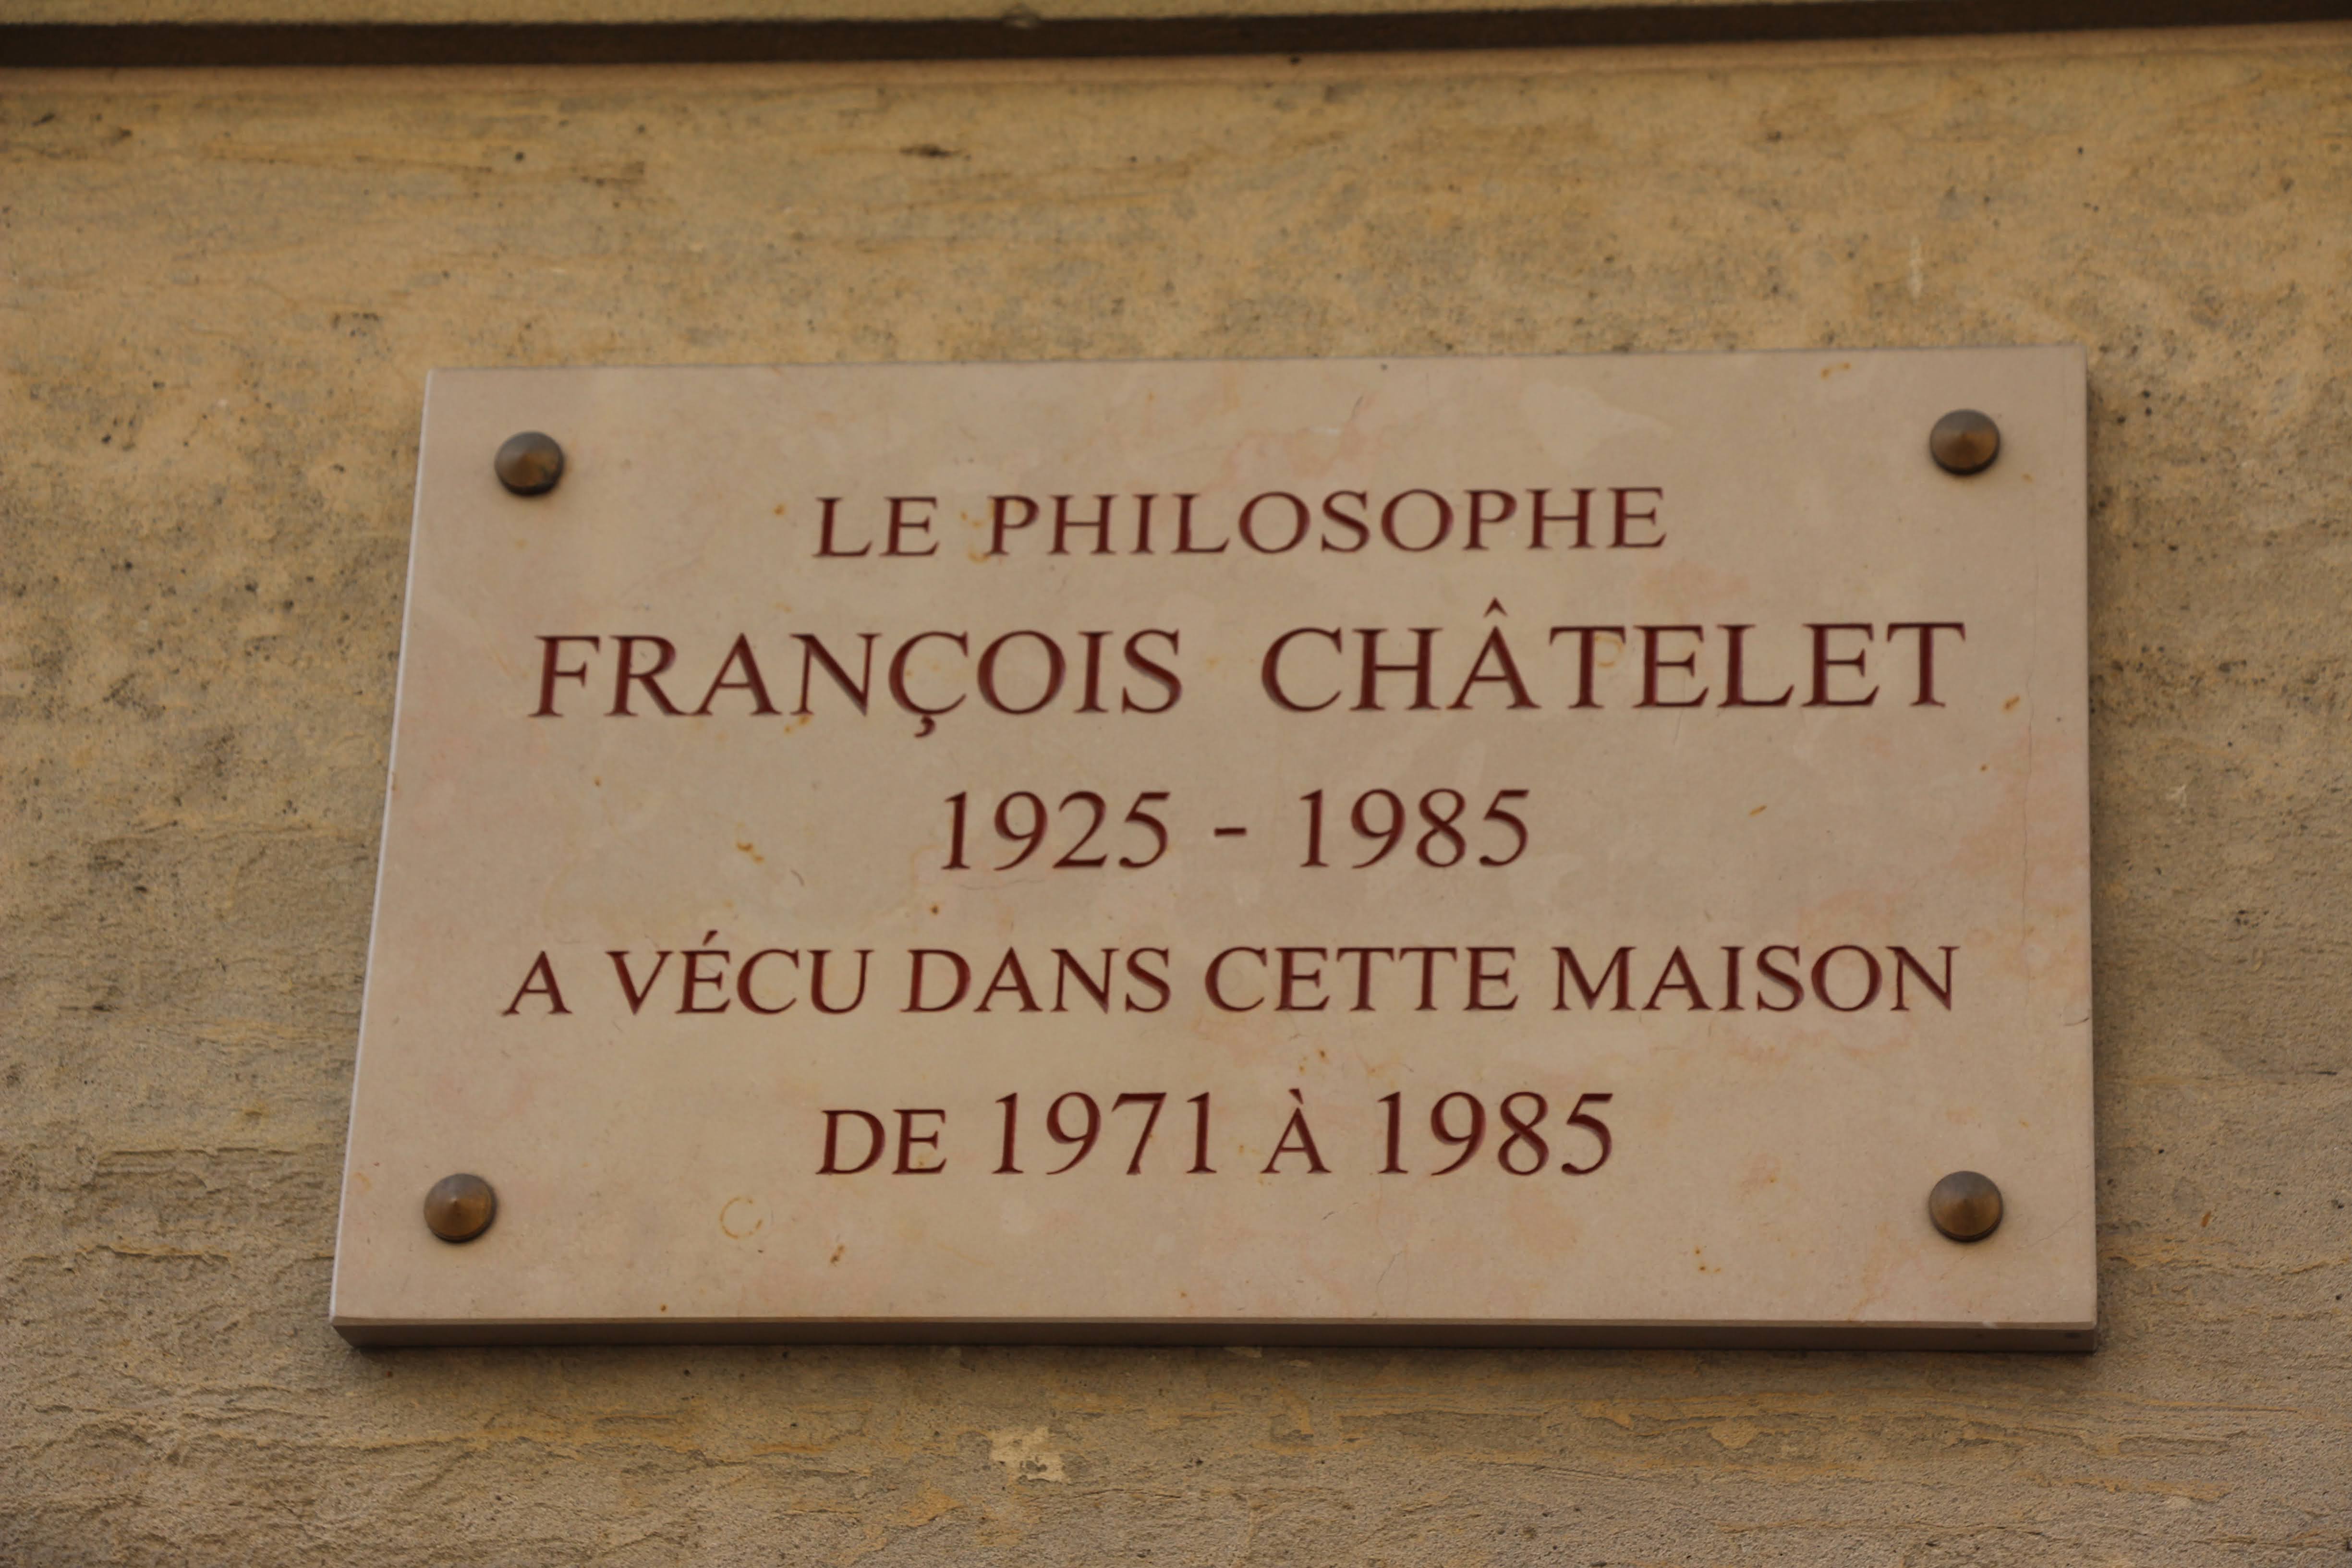 LE PHILOSOPHE
FRANÇOIS CHÂTELET
1925 - 1985
A VÉCU DANS CETTE MAISON
DE 1971 À 1985